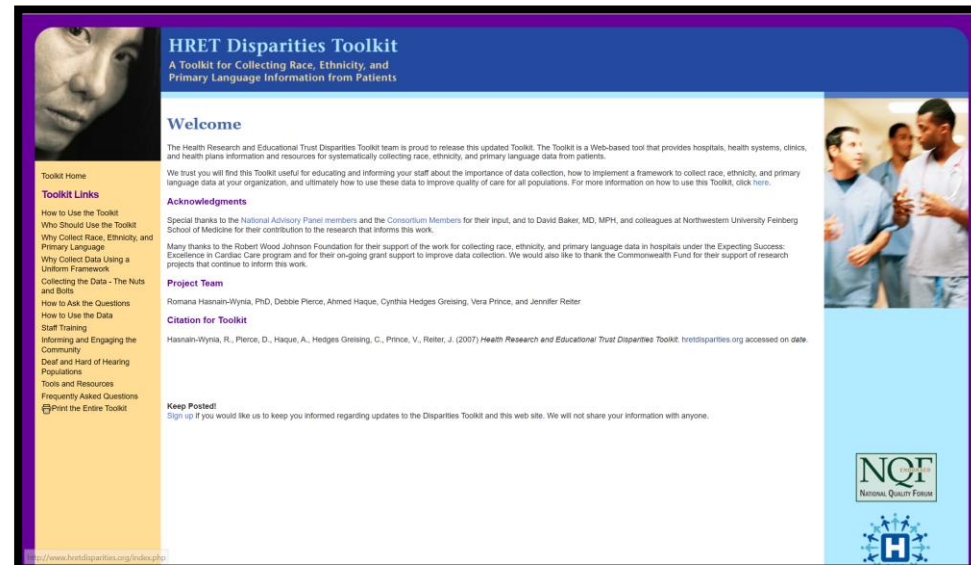 HRET Disparities Toolkit
A Toolkit for Collecting Race, Ethnicity, and
Primary Language Information from Patients
Toolkit Home
Toolkit Links
How to Use the Toolkit
Who Should Use the Toolkit
Why Collect Race, Ethnicity, and
Primary Language
Why Collect Data Using a
Uniform Framework
Collecting the Data - The Nuts
and Bolts
How to Ask the Questions
How to Use the Data
Staff Training
Informing and Engaging the
Community
Deaf and Hard of Hearing
Populations
Tools and Resources
Frequently Asked Questions
Print the Entire Toolkit
Welcome
The Health Research and Educational Trust Disparities Toolkit team is proud to release this updated Toolkit. The Toolkit is a Web-based tool that provides hospitals, health systems, clinics,
and health plans information and resources for systematically collecting race, ethnicity, and primary language data from patients.
We trust you will find this Toolkit useful for educating and informing your staff about the importance of data collection, how to implement a framework to collect race, ethnicity, and primary
language data at your organization, and ultimately how to use these data to improve quality of care for all populations. For more information on how to use this Toolkit, click here.
Acknowledgments
Special thanks to the National Advisory Panel members and the Consortium Members for their input, and to David Baker, MD, MPH, and colleagues at Northwestern University Feinberg
School of Medicine for their contribution to the research that informs this work.
Many thanks to the Robert Wood Johnson Foundation for their support of the work for collecting race, ethnicity, and primary language data in hospitals under the Expecting Success:
Excellence in Cardiac Care program and for their on-going grant support to improve data collection. We would also like to thank the Commonwealth Fund for their support of research
projects that continue to inform this work.
Project Team
Romana Hasnain-Wynia, PhD, Debbie Pierce, Ahmed Haque, Cynthia Hedges Greising, Vera Prince, and Jennifer Reiter
Citation for Toolkit
Hasnain-Wynia, R., Pierce, D., Haque, A., Hedges Greising, C., Prince, V., Reiter, J. (2007) Health Research and Educational Trust Disparities Toolkit. hretdisparities.org accessed on date.
Keep Posted!
Sign up if you would like us to keep you informed regarding updates to the Disparities Toolkit and this web site. We will not share your information with anyone.
NQF
ENDORSED
NATIONAL QUALITY FORUM
H
http://www.hretdisparities.org/index.php